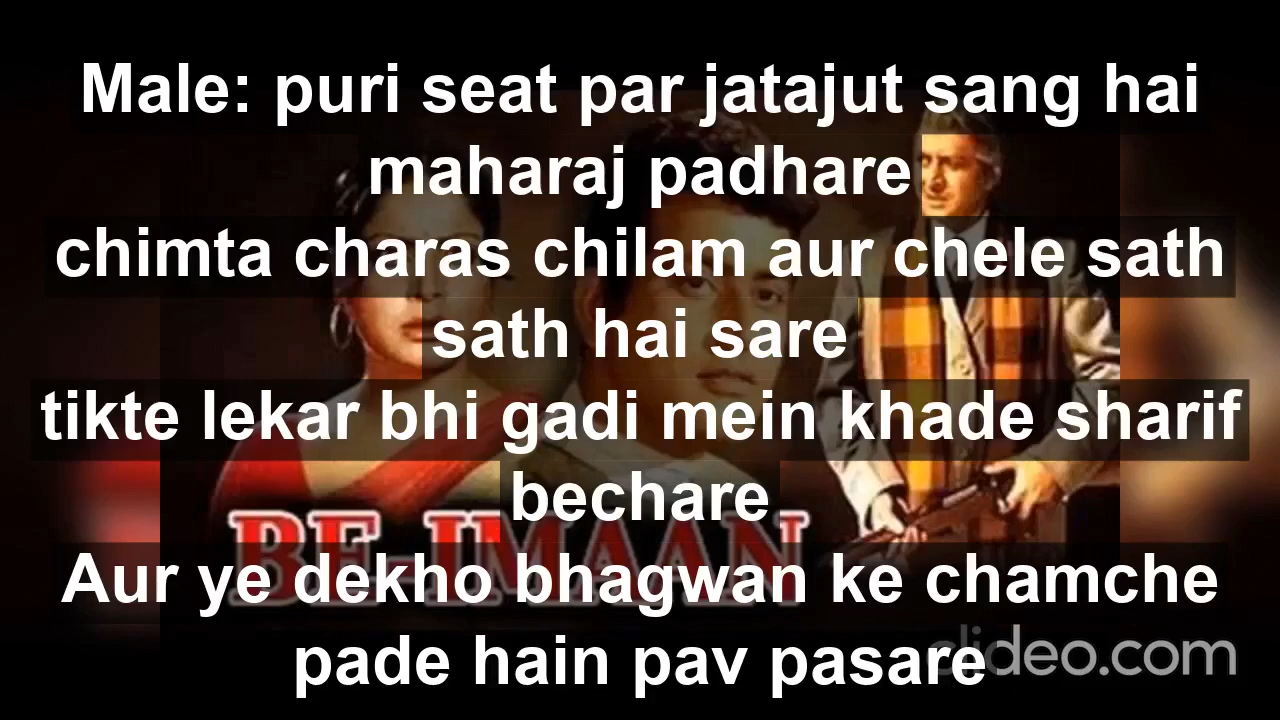 Male: puri seat par jatajut sang hai
maharaj padhare
chimta charas chilam aur chele sath
sath hai sare
tikte lekar bhi gadi mein khade sharif
bechare
BE-IMAAN
Aur ye dekho bhagwan ke chamche
pade hain pav pasare
clideo.com